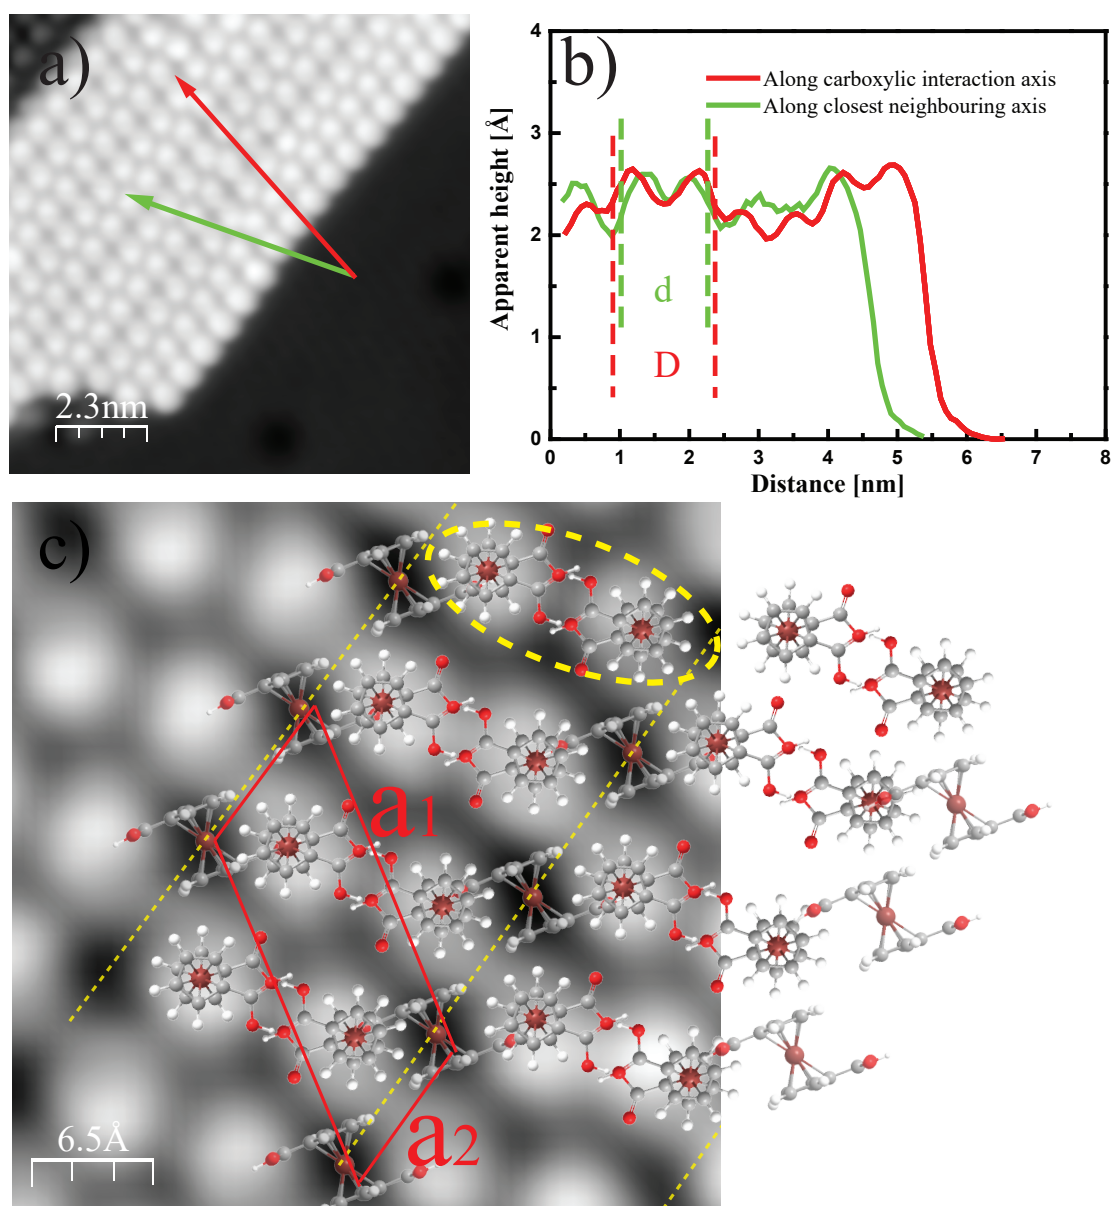 a)
2.3nm
b)
Apparent height [Å]
4
3
2
1
0
Along carboxylic interaction axis
Along closest neighbouring axis
d
D
0 1 2 3 4 5 6 7 8
Distance [nm]
c)
a1
a2
6.5Å